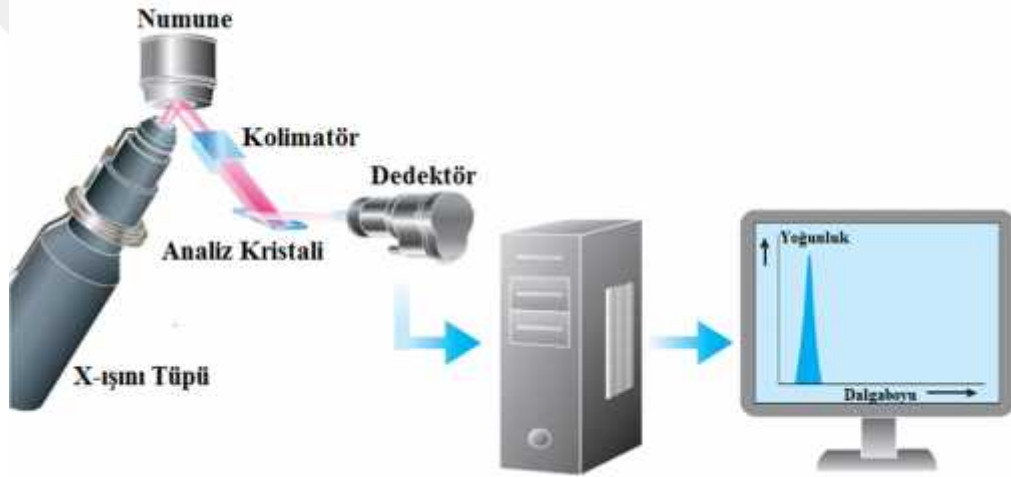 Numune
Kolimatör
Dedektör
Analiz Kristali
X-ışını Tüpü
Yoğunluk
Dalgaboyu